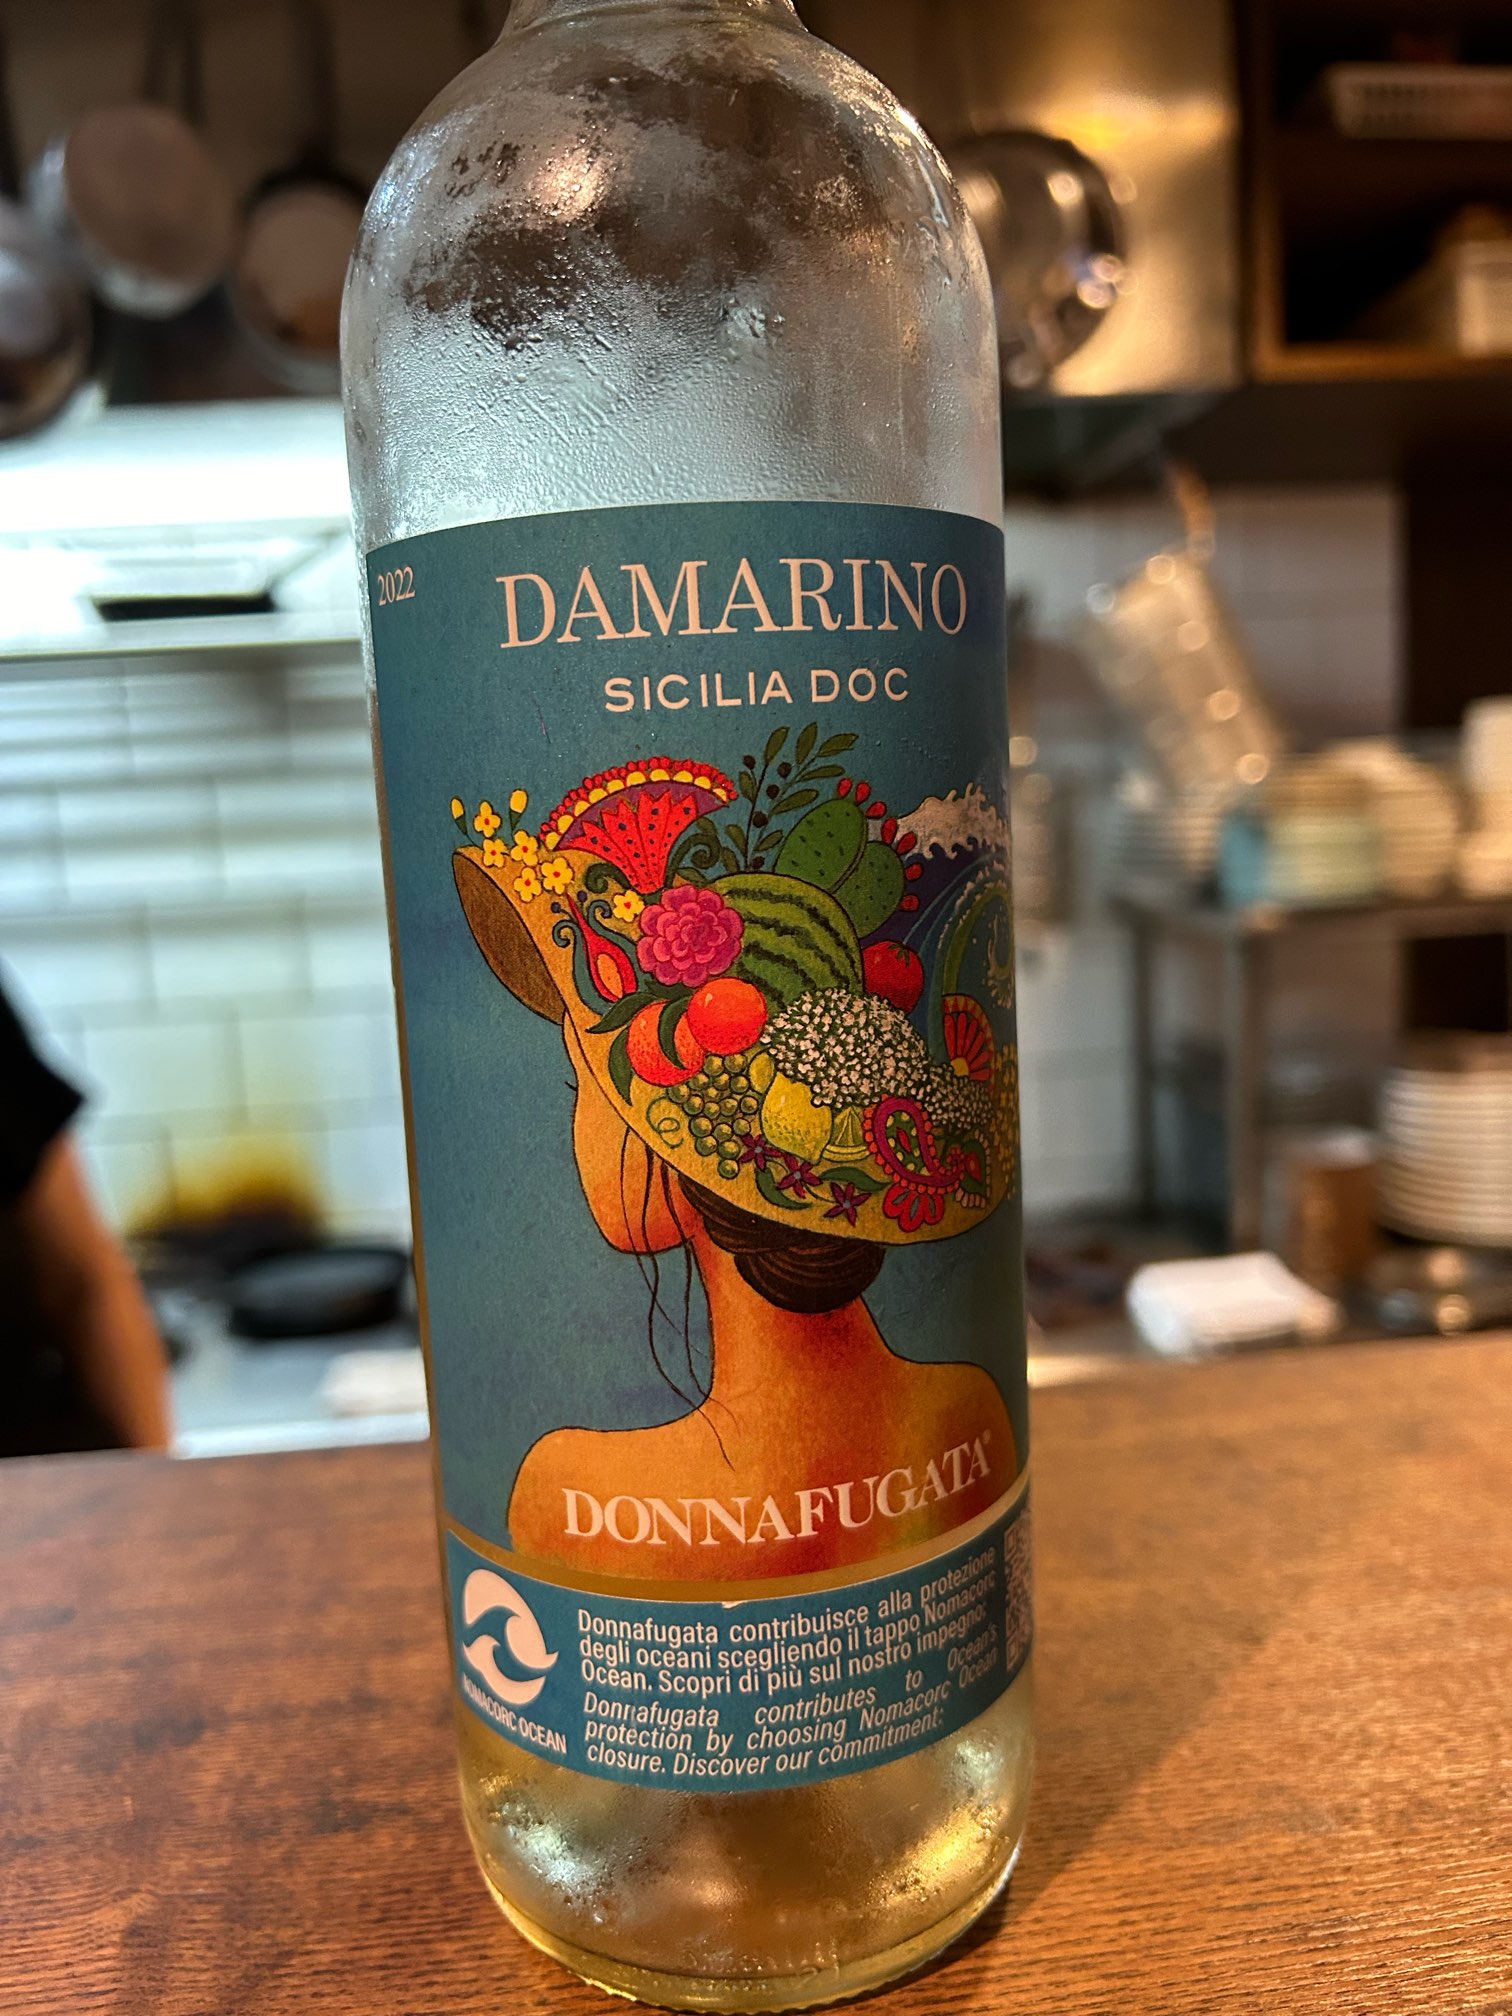 2022
DAMARINO
SICILIA DOC
DONNAFUGATA®
NOMACORC OCEAN
Donnafugata contribuisce alla protezione
degli oceani scegliendo il tappo Nomacorc
Ocean. Scopri di più sul nostro impegno:
Donnafugata contributes to Ocean's
protection by choosing Nomacorc Ocean
closure. Discover our commitment: